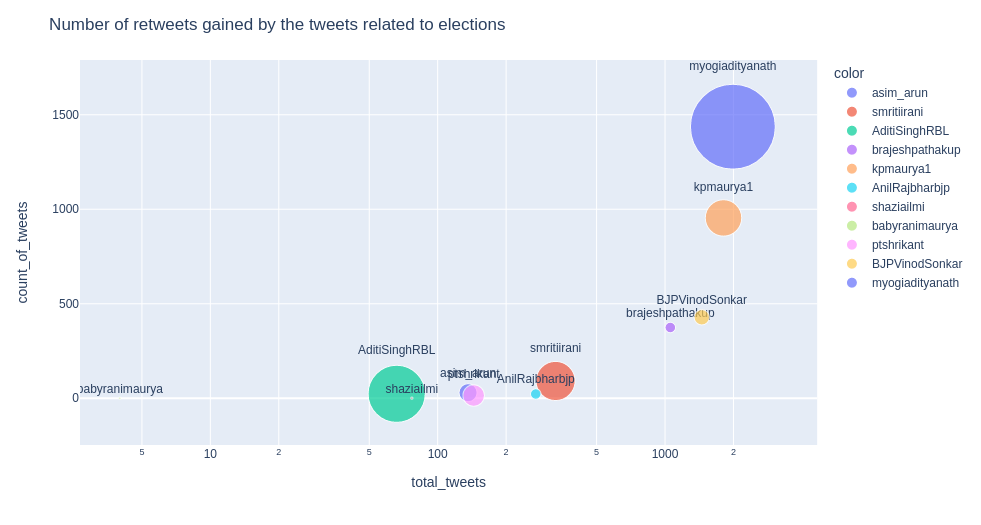 Number of retweets gained by the tweets related to elections
count_of_tweets
1500
1000
500
0
myogiadityanath
kpmaurya1
BJPVinodSonkar
brajeshpathakup
smritiirani
AditiSinghRBL
asim_arun
ptshrikant
AnilRajbharbjp
shaziailmi
babyranimaurya
5
10
2
5
100
2
5
1000
2
total_tweets
color
asim_arun
smritiirani
AditiSinghRBL
brajeshpathakup
kpmaurya1
AnilRajbharbjp
shaziailmi
babyranimaurya
ptshrikant
BJPVinodSonkar
myogiadityanath